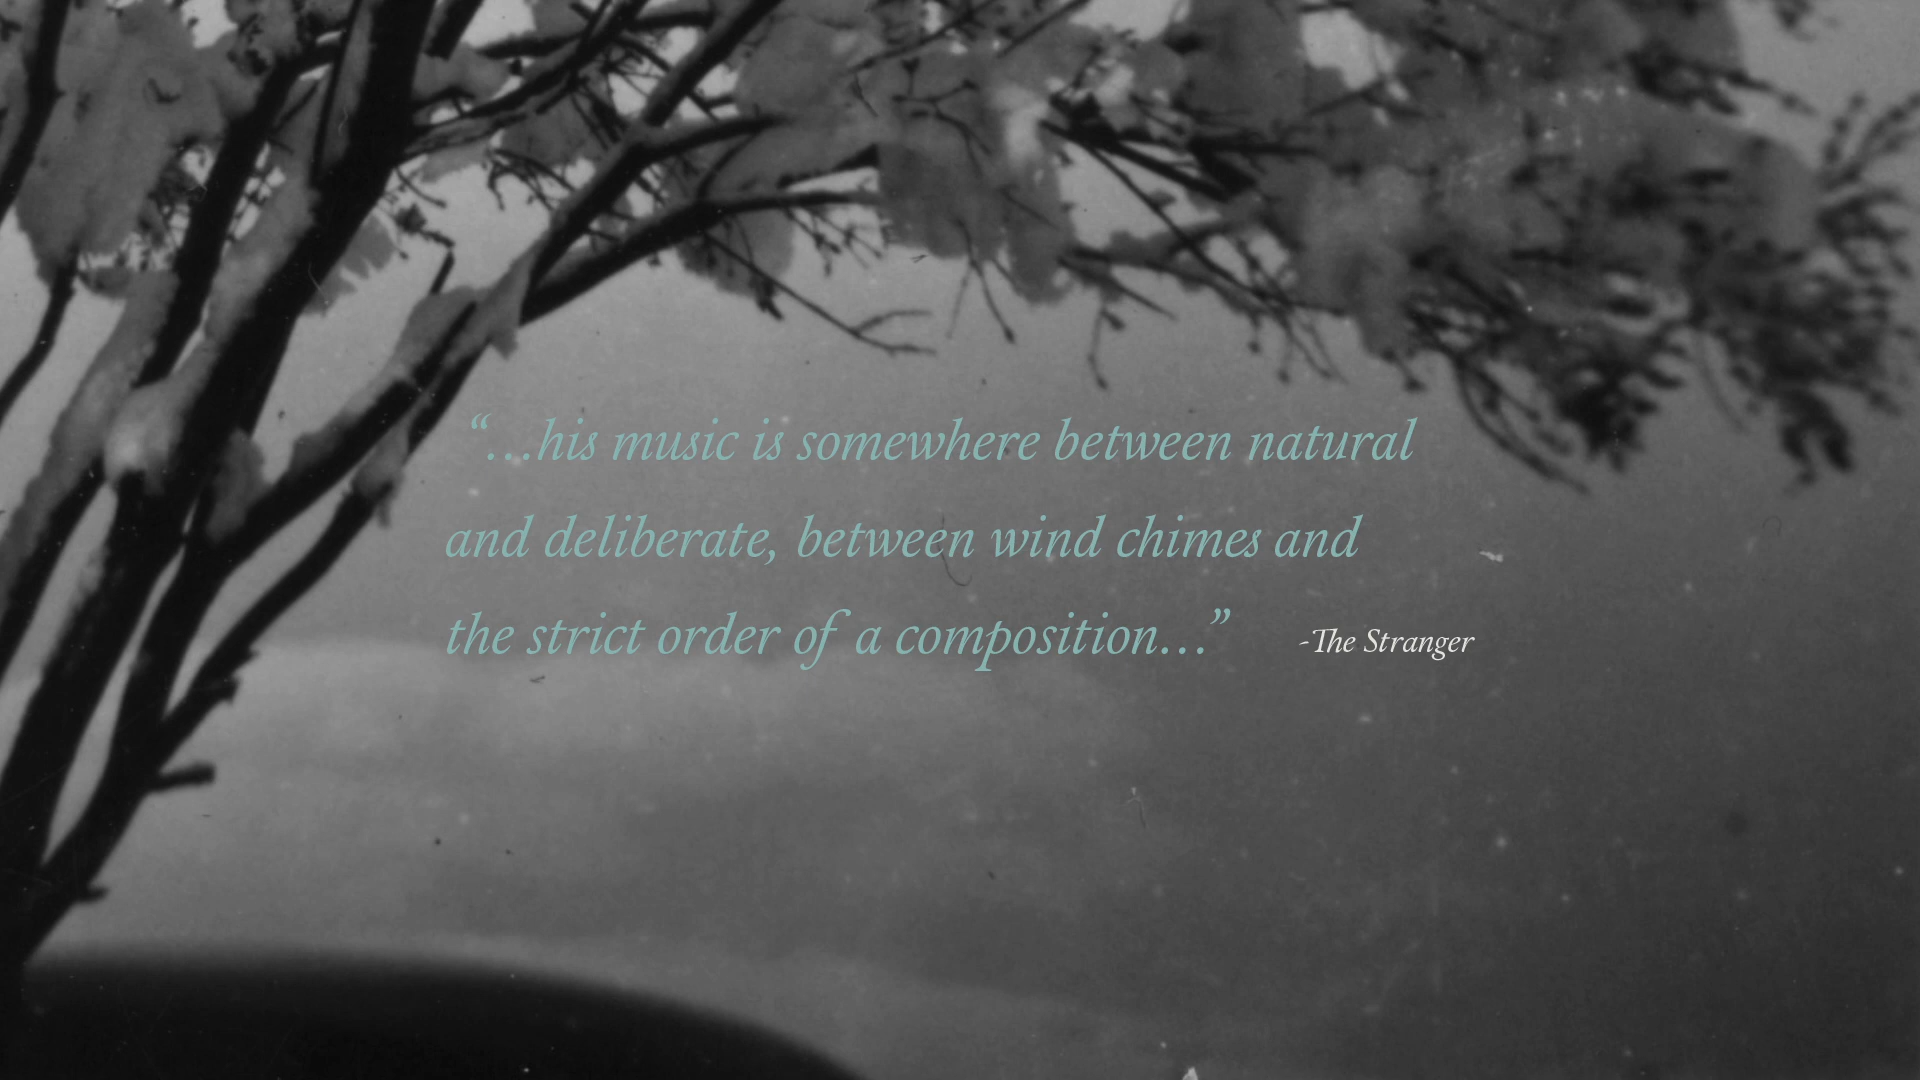 “…his music is somewhere between natural
and deliberate, between wind chimes and
the strict order of a composition…” -The Stranger